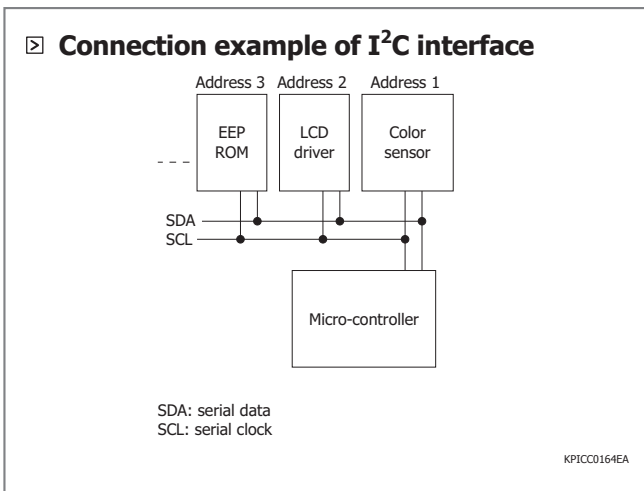 Connection example of I²C interface
Address 3 Address 2 Address 1
EEP
ROM
LCD
driver
Color
sensor
SDA
SCL
Micro-controller
SDA: serial data
SCL: serial clock
KPICC0164EA